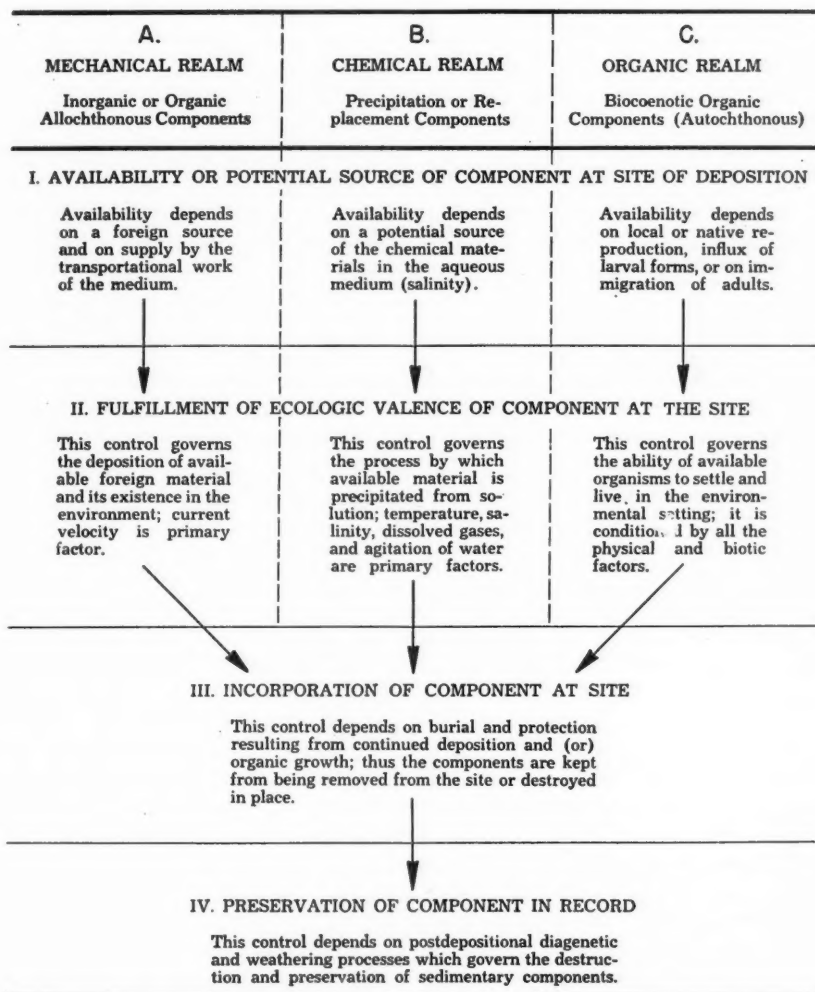 A.
MECHANICAL REALM
Inorganic or Organic
Allochthonous Components
B.
CHEMICAL REALM
Precipitation or Re-
placement Components
C.
ORGANIC REALM
Biocoenotic Organic
Components (Autochthonous)
I. AVAILABILITY OR POTENTIAL SOURCE OF COMPONENT AT SITE OF DEPOSITION
Availability depends
on a foreign source
and on supply by the
transportational work
of the medium.
Availability depends
on a potential source
of the chemical mate-
rials in the aqueous
medium (salinity).
Availability depends
on local or native re-
production, influx of
larval forms, or on im-
migration of adults.
II. FULFILLMENT OF ECOLOGIC VALENCE OF COMPONENT AT THE SITE
This control governs
the deposition of avail-
able foreign material
and its existence in the
environment; current
velocity is primary
factor.
This control governs
the process by which
available material is
precipitated from so-
lution; temperature, sa-
linity, dissolved gases,
and agitation of water
are primary factors.
This control governs
the ability of available
organisms to settle and
live in the environ-
mental setting; it is
by all the
physical and biotic
factors.
III. INCORPORATION OF COMPONENT AT SITE
This control depends on burial and protection
resulting from continued deposition and (or)
organic growth; thus the components are kept
from being removed from the site or destroyed
in place.
IV. PRESERVATION OF COMPONENT IN RECORD
This control depends on postdepositional diagenetic
and weathering processes which govern the destruc-
tion and preservation of sedimentary components.